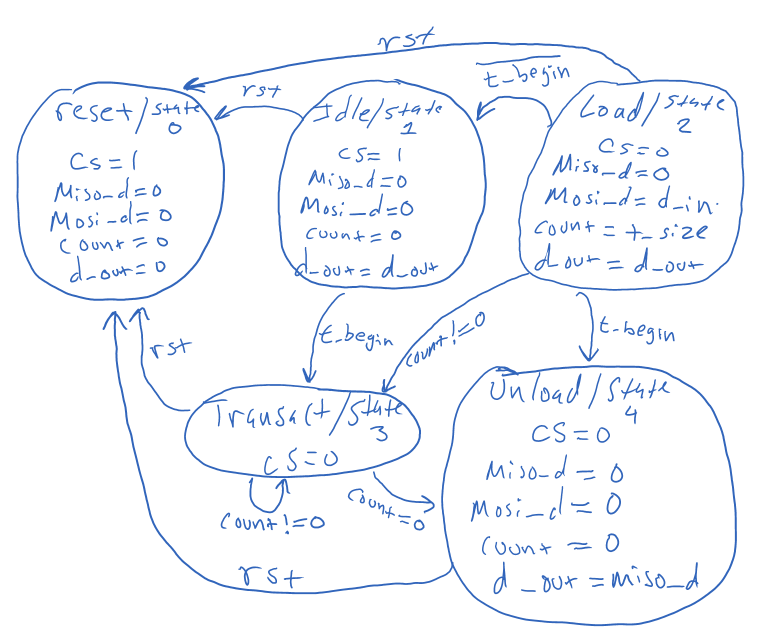 rst
reset/state
0
Cs = 1
Miso_d=0
Mosi_d=0
Count=0
d_out=0
rst
Idle/state
1
CS= 1
Miso_d=0
Mosi_d=0
Count=0
d_out = d_out
t_begin
Load/state
2
CS=0
Miso_d=0
Mosi_d=d_in.
count = t_size
d_out = d_out
rst
t_begin
count!=0
t_begin
Transact/State
3
CS=0
Count!=0
Count=0
Unload/State
4
CS=0
Miso_d = 0
Mosi_d= 0
Count = 0
d_out=miso_d
rst